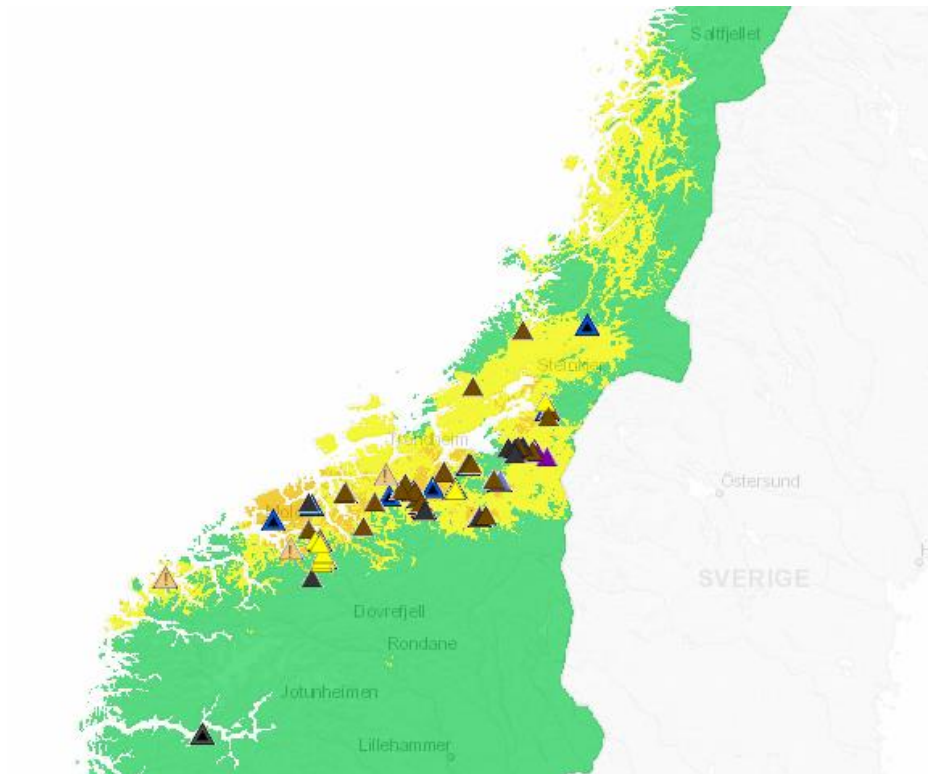 Saltfjellet
Steinkjer
Trondheim
Östersund
SVERIGE
Dovrefjell
Rondane
Jotunheimen
Lillehammer